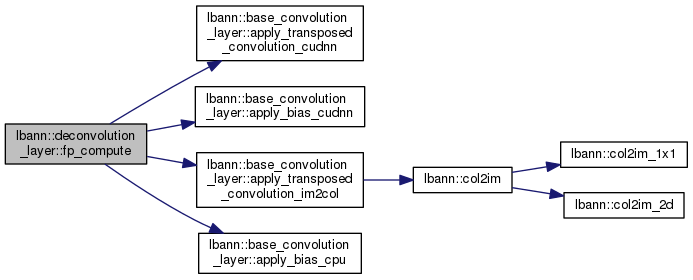 lbann::deconvolution
_layer::fp_compute
lbann::base_convolution
_layer::apply_transposed
_convolution_cudnn
lbann::base_convolution
_layer::apply_bias_cudnn
lbann::base_convolution
_layer::apply_transposed
_convolution_im2col
lbann::base_convolution
_layer::apply_bias_cpu
lbann::col2im
lbann::col2im_1x1
lbann::col2im_2d